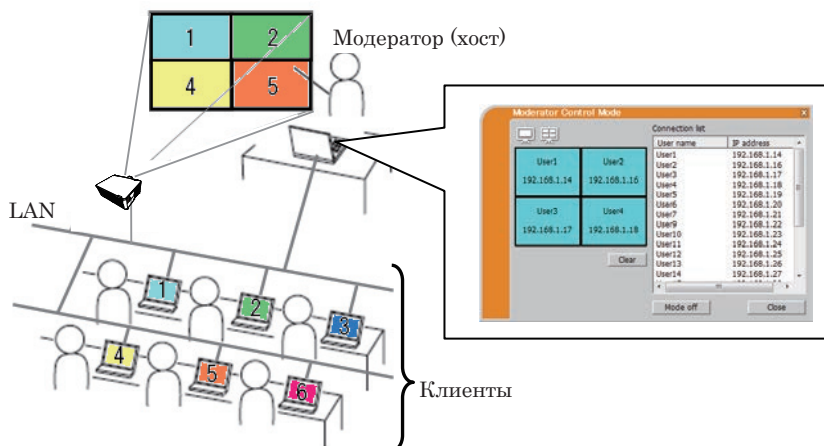 1 2
4 5
Модератор (хост)
LAN
1 2 3
4 5 6
Клиенты
Moderator Control Mode
User1
192.168.1.14
User2
192.168.1.16
User3
192.168.1.17
User4
192.168.1.18
Clear
Connection list
User name IP address
User1 192.168.1.14
User2 192.168.1.16
User3 192.168.1.17
User4 192.168.1.18
User5 192.168.1.19
User6 192.168.1.20
User7 192.168.1.21
User9 192.168.1.22
User10 192.168.1.23
User11 192.168.1.24
User12 192.168.1.25
User13 192.168.1.26
User14 192.168.1.27
Mode off Close